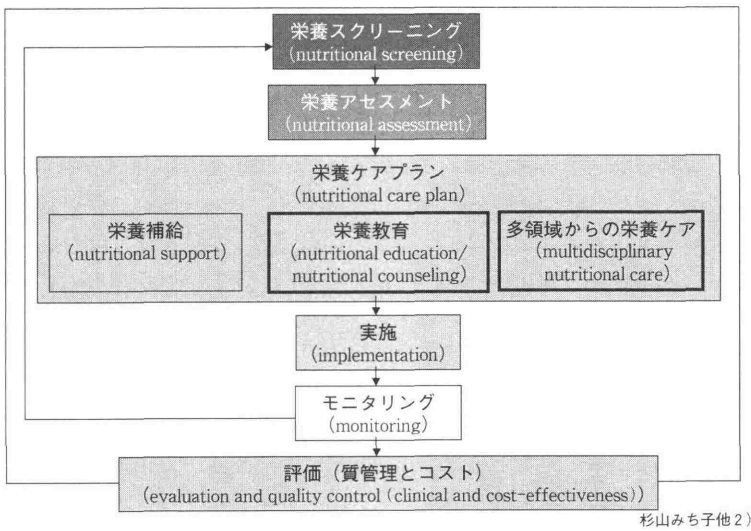 栄養スクリーニング
(nutritional screening)
栄養アセスメント
(nutritional assessment)
栄養ケアプラン
(nutritional care plan)
栄養補給
(nutritional support)
栄養教育
(nutritional education/
nutritional counseling)
多領域からの栄養ケア
(multidisciplinary
nutritional care)
実施
(implementation)
モニタリング
(monitoring)
評価(質管理とコスト)
(evaluation and quality control (clinical and cost-effectiveness))
杉山みち子他2)